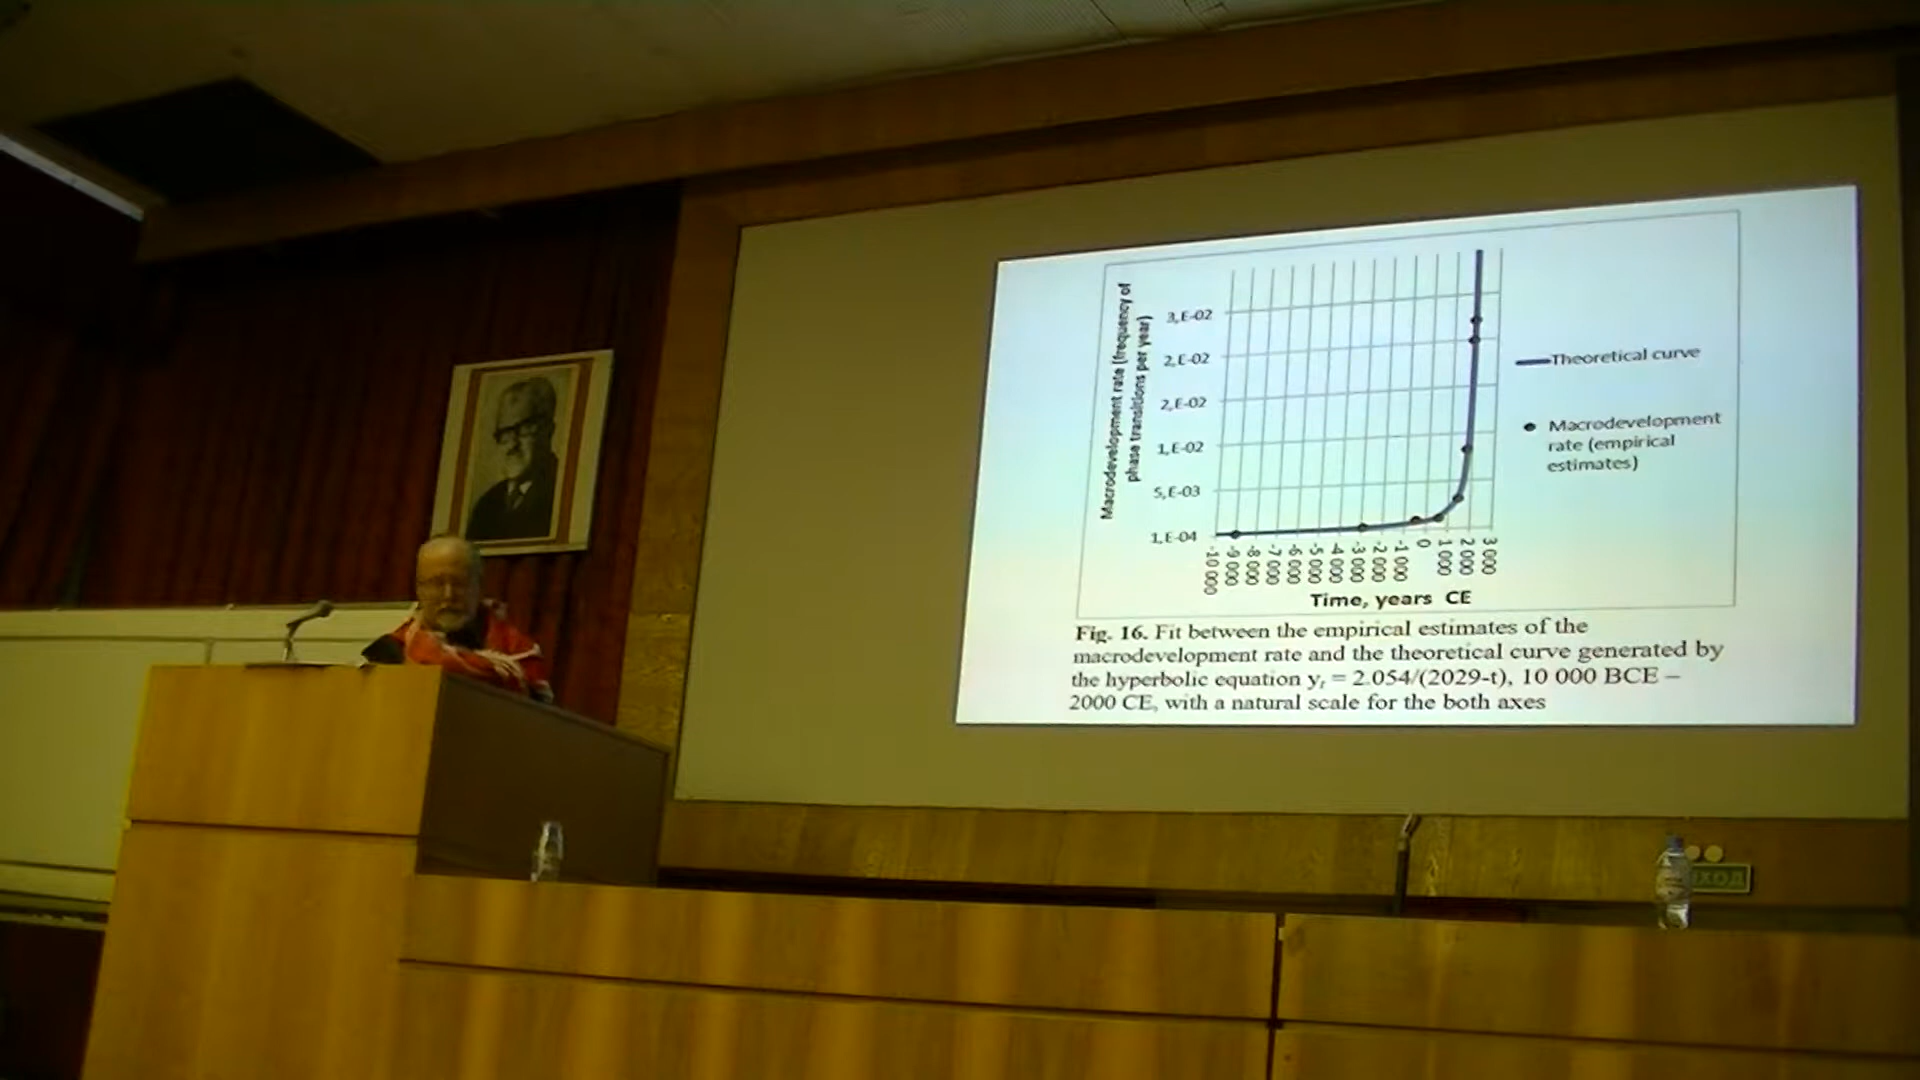 Macrodevelopment rate (frequency of
phase transitions per year)
3,E-02
2,E-02
2,E-02
1,E-02
5,E-03
1,E-04
-10 000
-9 000
-8 000
-7 000
-6 000
-5 000
-4 000
-3 000
-2 000
-1 000
0
1 000
2 000
3 000
Time, years CE
Theoretical curve
Macrodevelopment
rate (empirical
estimates)
Fig. 16. Fit between the empirical estimates of the
macrodevelopment rate and the theoretical curve generated by
the hyperbolic equation yₜ = 2.054/(2029-t), 10 000 BCE –
2000 CE, with a natural scale for the both axes